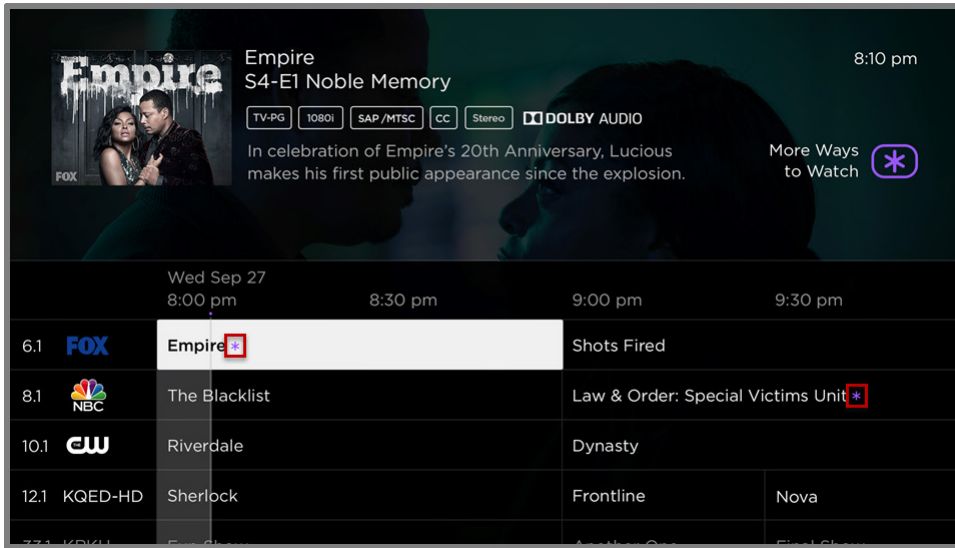 Empire
FOX
Empire
S4-E1 Noble Memory
8:10 pm
TV-PG 1080i SAP /MTSC CC Stereo DOLBY AUDIO
In celebration of Empire's 20th Anniversary, Lucious
makes his first public appearance since the explosion.
More Ways
to Watch *
Wed Sep 27
8:00 pm 8:30 pm 9:00 pm 9:30 pm
6.1 FOX Empire * Shots Fired
8.1 NBC The Blacklist Law & Order: Special Victims Unit *
10.1 THE CW Riverdale Dynasty
12.1 KQED-HD Sherlock Frontline Nova